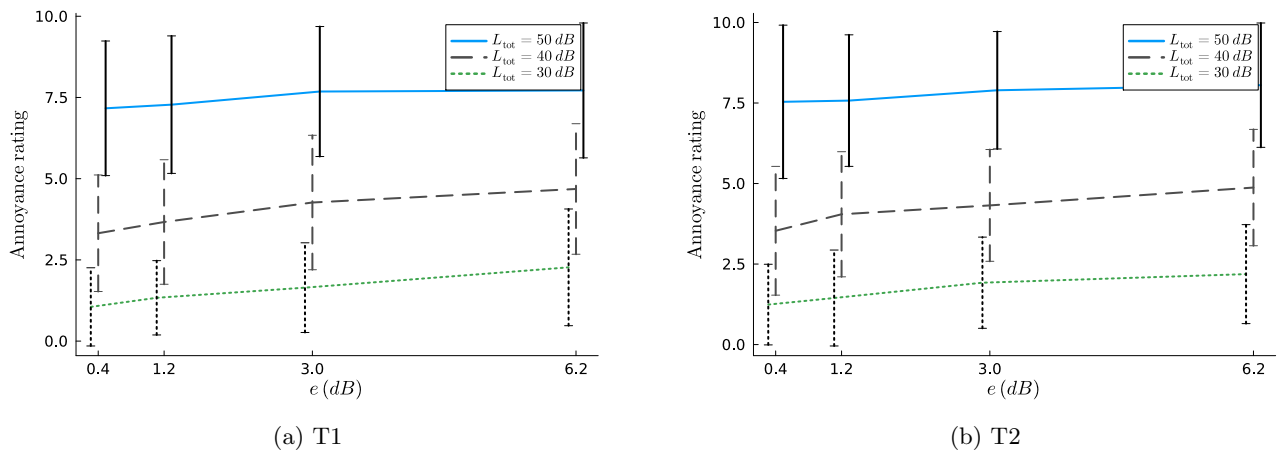 10.0
7.5
5.0
2.5
0.0
Annoyance rating
L_tot = 50 dB
L_tot = 40 dB
L_tot = 30 dB
0.4 1.2 3.0 6.2
e (dB)
(a) T1
10.0
7.5
5.0
2.5
0.0
Annoyance rating
L_tot = 50 dB
L_tot = 40 dB
L_tot = 30 dB
0.4 1.2 3.0 6.2
e (dB)
(b) T2